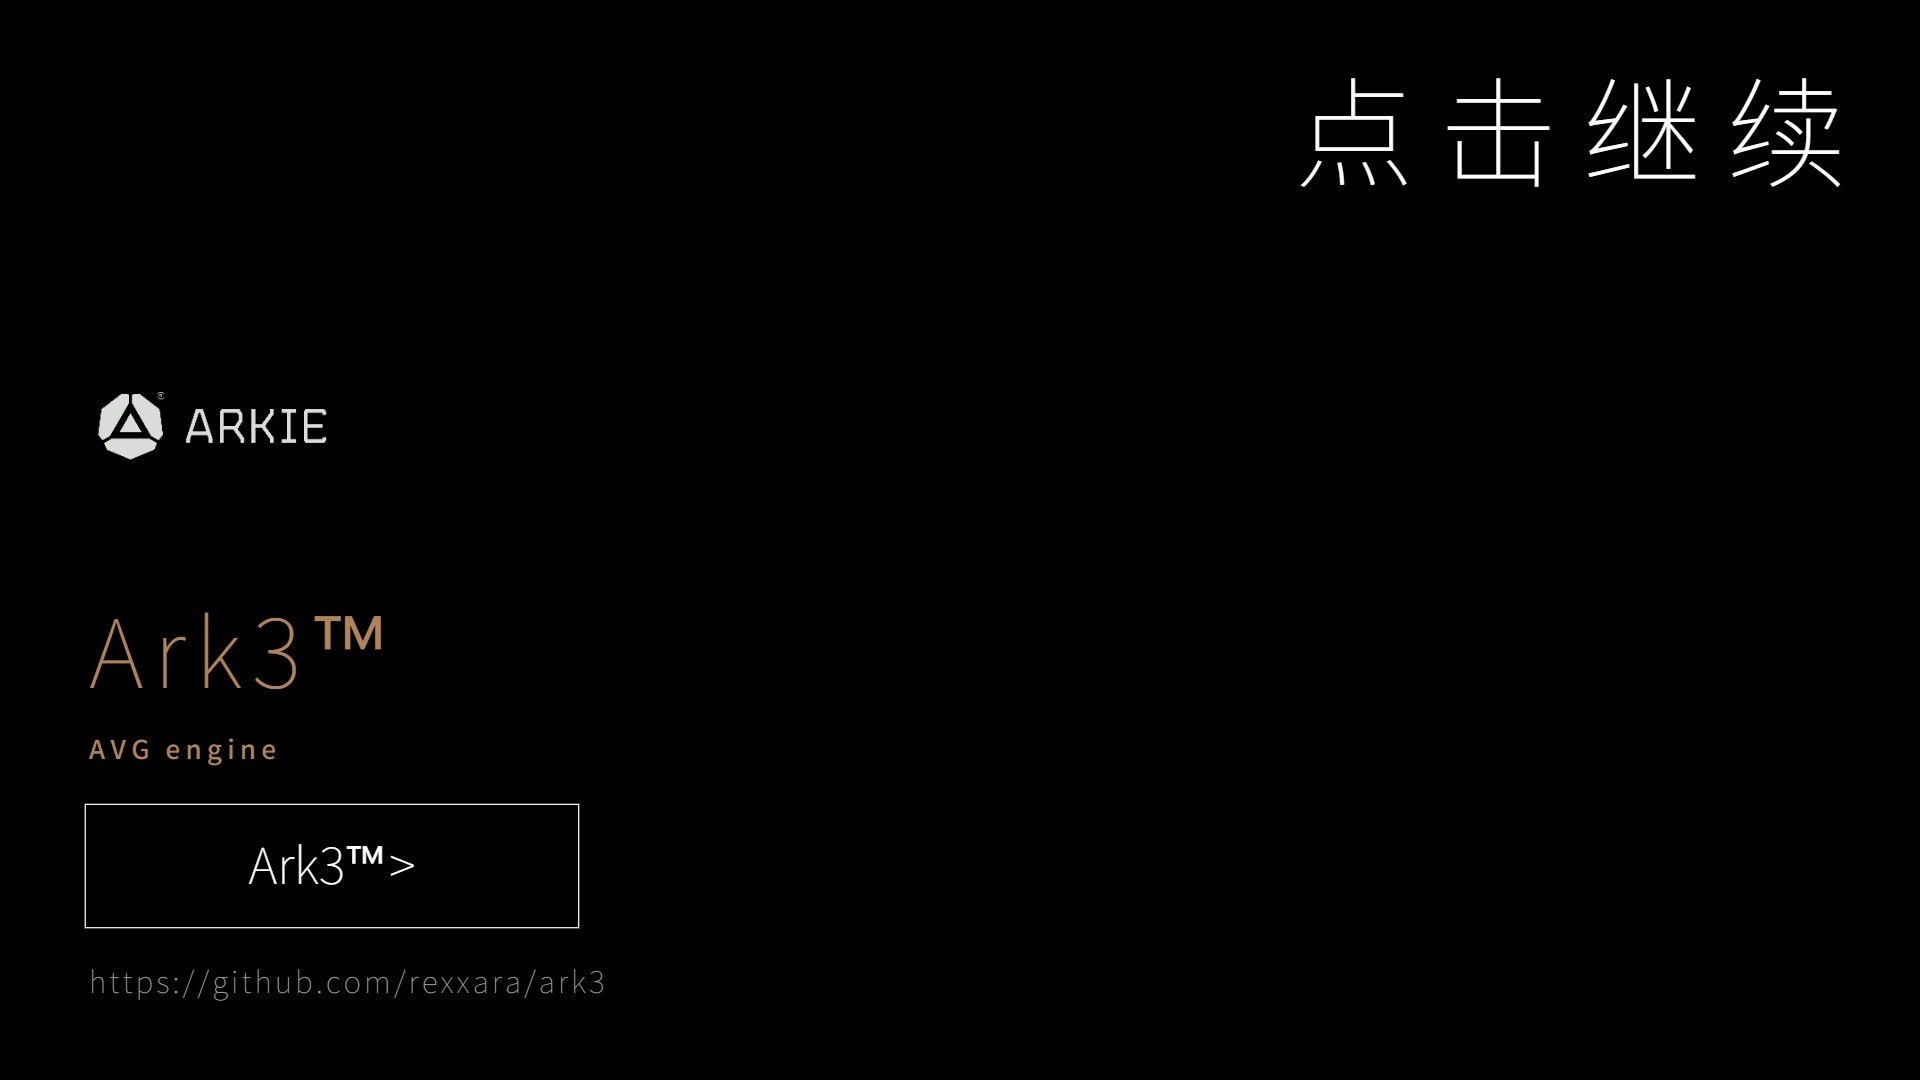 点击继续
ARKIE
Ark3™
AVG engine
Ark3™>
https://github.com/rexxara/ark3